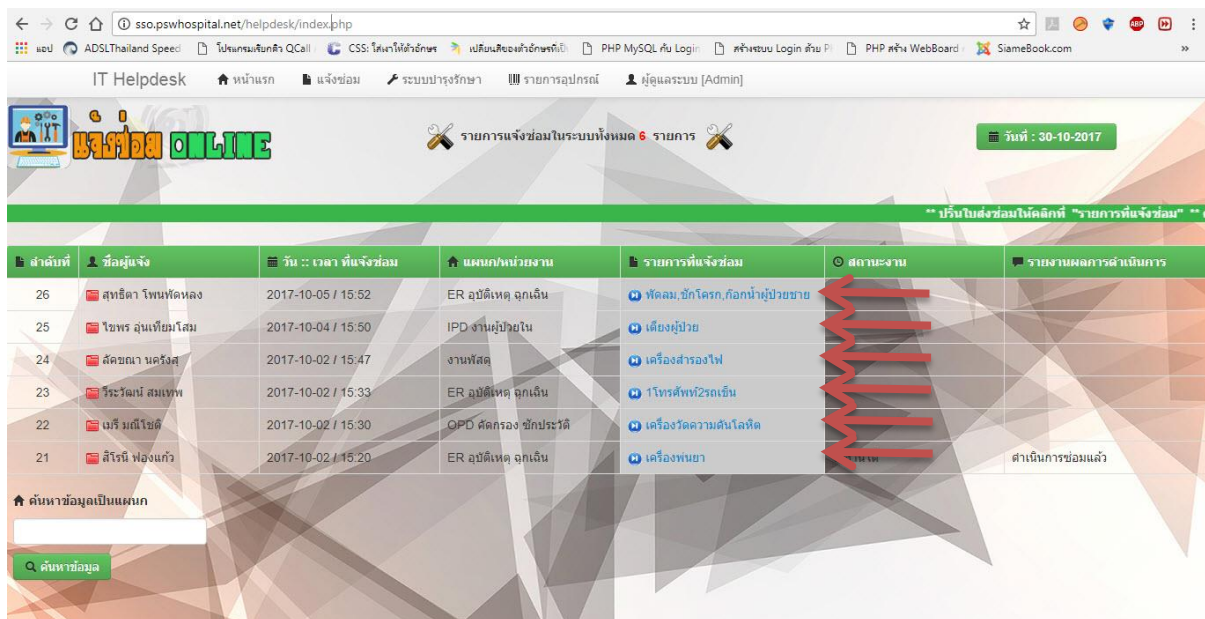 sso.pswhospital.net/helpdesk/index.php
แอป ADSLThailand Speed โปรแกรมเรียกคิว QCall CSS: ใส่เงาให้ตัวอักษร เปลี่ยนสีของตัวอักษรที่เป็ PHP MySQL กับ Login สร้างระบบ Login ด้วย P PHP สร้าง WebBoard SiameBook.com »
IT Helpdesk หน้าแรก แจ้งซ่อม ระบบบำรุงรักษา รายการอุปกรณ์ ผู้ดูแลระบบ [Admin]
แจ้งซ่อม ONLINE
รายการแจ้งซ่อมในระบบทั้งหมด 6 รายการ
วันที่ : 30-10-2017
** ปริ้นใบส่งซ่อมให้คลิกที่ "รายการที่แจ้งซ่อม" **
ลำดับที่ ชื่อผู้แจ้ง วัน :: เวลา ที่แจ้งซ่อม แผนก/หน่วยงาน รายการที่แจ้งซ่อม สถานะงาน รายงานผลการดำเนินการ
26 สุทธิดา โพนพัดหลง 2017-10-05 / 15:52 ER อุบัติเหตุ ฉุกเฉิน พัดลม,ชักโครก,ก๊อกน้ำผู้ป่วยชาย
25 ไขพร อุ่นเทียมโสม 2017-10-04 / 15:50 IPD งานผู้ป่วยใน เตียงผู้ป่วย
24 ลัคขณา นครังสุ 2017-10-02 / 15:47 งานพัสดุ เครื่องสำรองไฟ
23 วีระวัฒน์ สมเทพ 2017-10-02 / 15:33 ER อุบัติเหตุ ฉุกเฉิน 1โทรศัพท์2รถเข็น
22 เมรี มณีโชติ 2017-10-02 / 15:30 OPD คัดกรอง ซักประวัติ เครื่องวัดความดันโลหิต
21 สิโรนี ฟองแก้ว 2017-10-02 / 15:20 ER อุบัติเหตุ ฉุกเฉิน เครื่องพ่นยา ดำเนินการซ่อมแล้ว
ค้นหาข้อมูลเป็นแผนก
ค้นหาข้อมูล